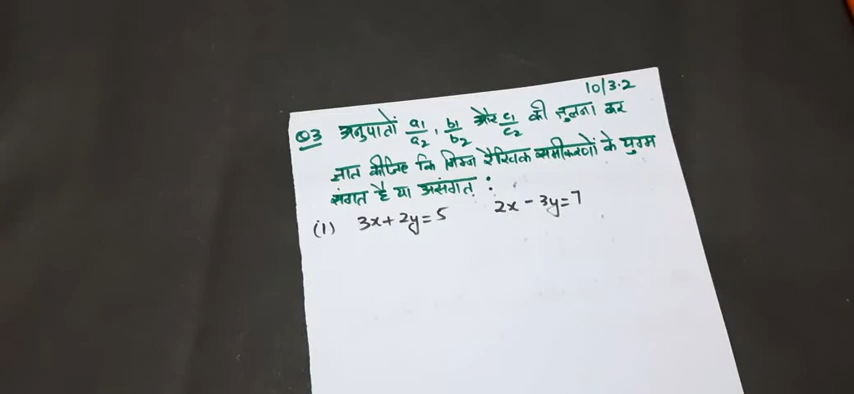 10/3.2
Q3 अनुपातों a1/a2, b1/b2 और c1/c2 की तुलना कर
ज्ञात कीजिए कि निम्न रैखिक समीकरणों के युग्म
संगत है या असंगत :
(1) 3x+2y=5 2x-3y=7